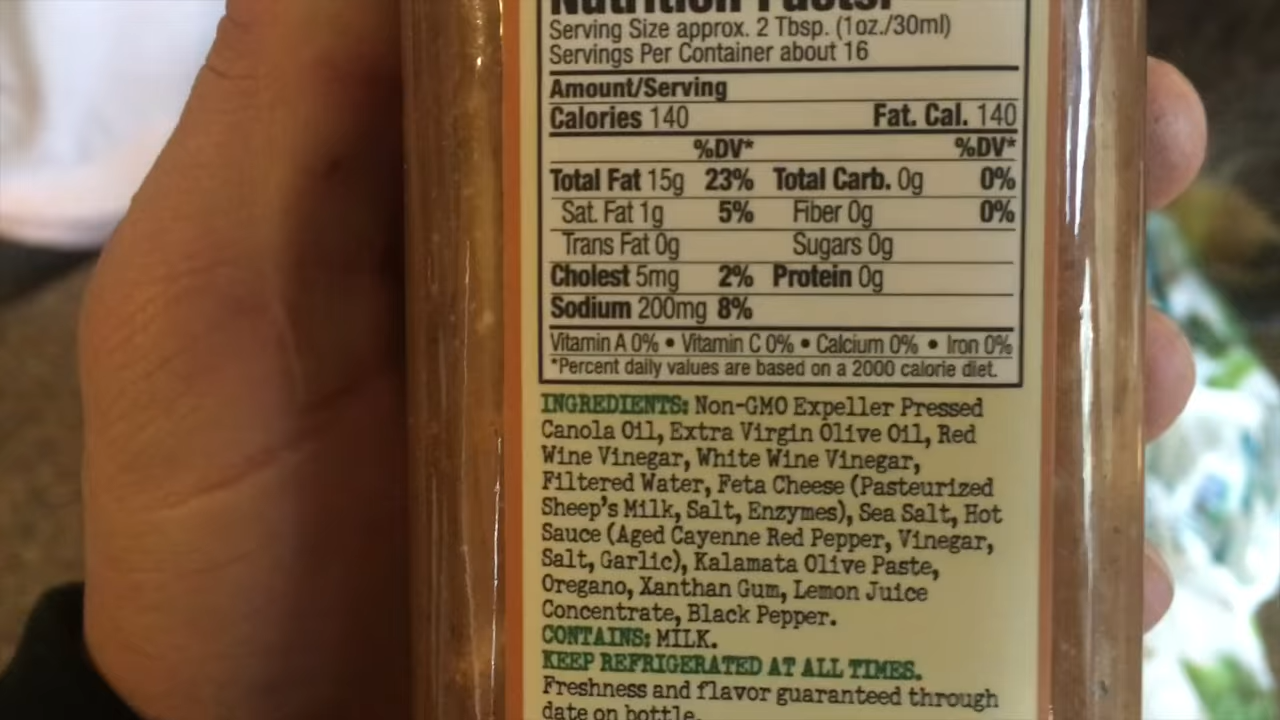 Nutrition Facts.
Serving Size approx. 2 Tbsp. (1oz./30ml)
Servings Per Container about 16
Amount/Serving
Calories 140 Fat. Cal. 140
%DV* %DV*
Total Fat 15g 23% Total Carb. 0g 0%
Sat. Fat 1g 5% Fiber 0g 0%
Trans Fat 0g Sugars 0g
Cholest 5mg 2% Protein 0g
Sodium 200mg 8%
Vitamin A 0% • Vitamin C 0% • Calcium 0% • Iron 0%
*Percent daily values are based on a 2000 calorie diet.
INGREDIENTS: Non-GMO Expeller Pressed
Canola Oil, Extra Virgin Olive Oil, Red
Wine Vinegar, White Wine Vinegar,
Filtered Water, Feta Cheese (Pasteurized
Sheep's Milk, Salt, Enzymes), Sea Salt, Hot
Sauce (Aged Cayenne Red Pepper, Vinegar,
Salt, Garlic), Kalamata Olive Paste,
Oregano, Xanthan Gum, Lemon Juice
Concentrate, Black Pepper.
CONTAINS: MILK.
KEEP REFRIGERATED AT ALL TIMES.
Freshness and flavor guaranteed through
date on bottle.